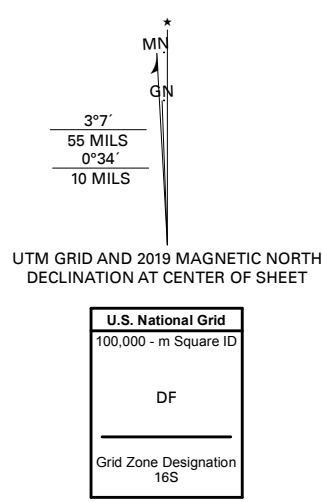 ★
MN
GN
3°7´
55 MILS
0°34´
10 MILS
UTM GRID AND 2019 MAGNETIC NORTH
DECLINATION AT CENTER OF SHEET
U.S. National Grid
100,000 - m Square ID
DF
Grid Zone Designation
16S